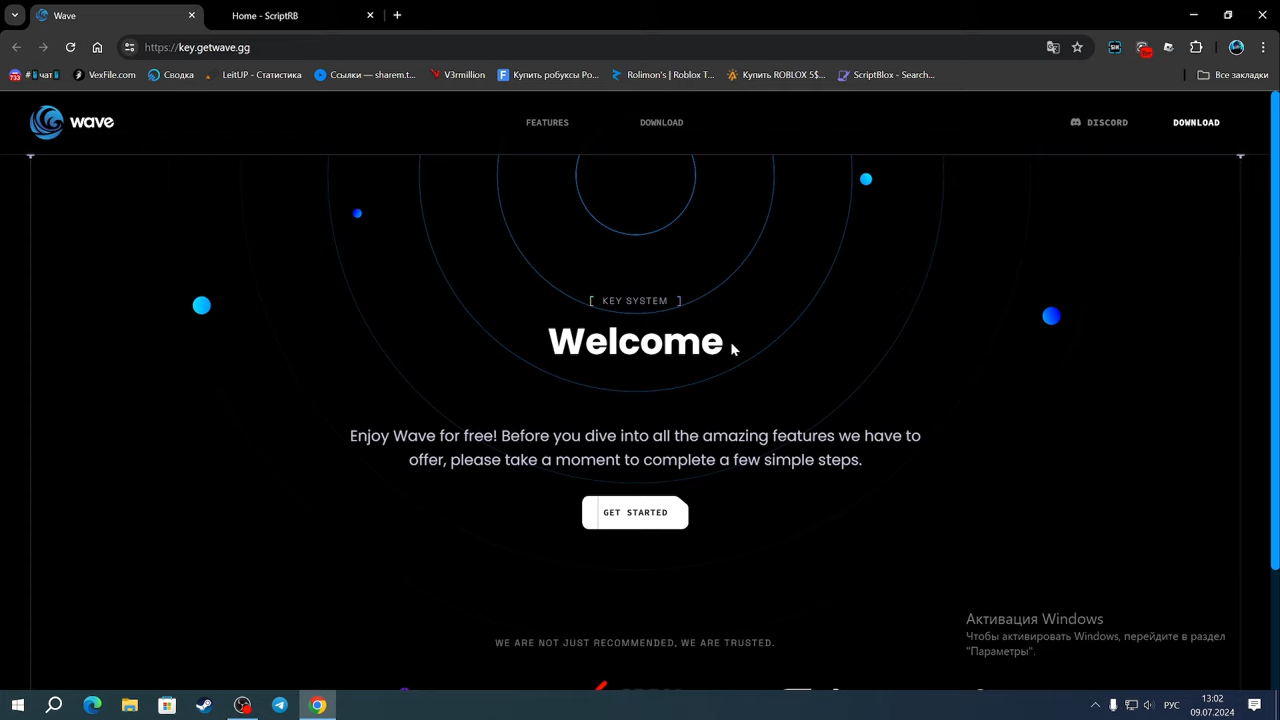 Wave
Home - ScriptRB
https://key.getwave.gg
733
#📱чат📱
VexFile.com
Сводка
LeitUP - Статистика
Ссылки — sharem.t...
V3rmillion
Купить робуксы Ро...
Rolimon's | Roblox T...
Купить ROBLOX 5$...
ScriptBlox - Search...
Все закладки
wave
FEATURES
DOWNLOAD
DISCORD
DOWNLOAD
[ KEY SYSTEM ]
Welcome
Enjoy Wave for free! Before you dive into all the amazing features we have to
offer, please take a moment to complete a few simple steps.
GET STARTED
WE ARE NOT JUST RECOMMENDED, WE ARE TRUSTED.
Активация Windows
Чтобы активировать Windows, перейдите в раздел
"Параметры".
РУС
13:02
09.07.2024